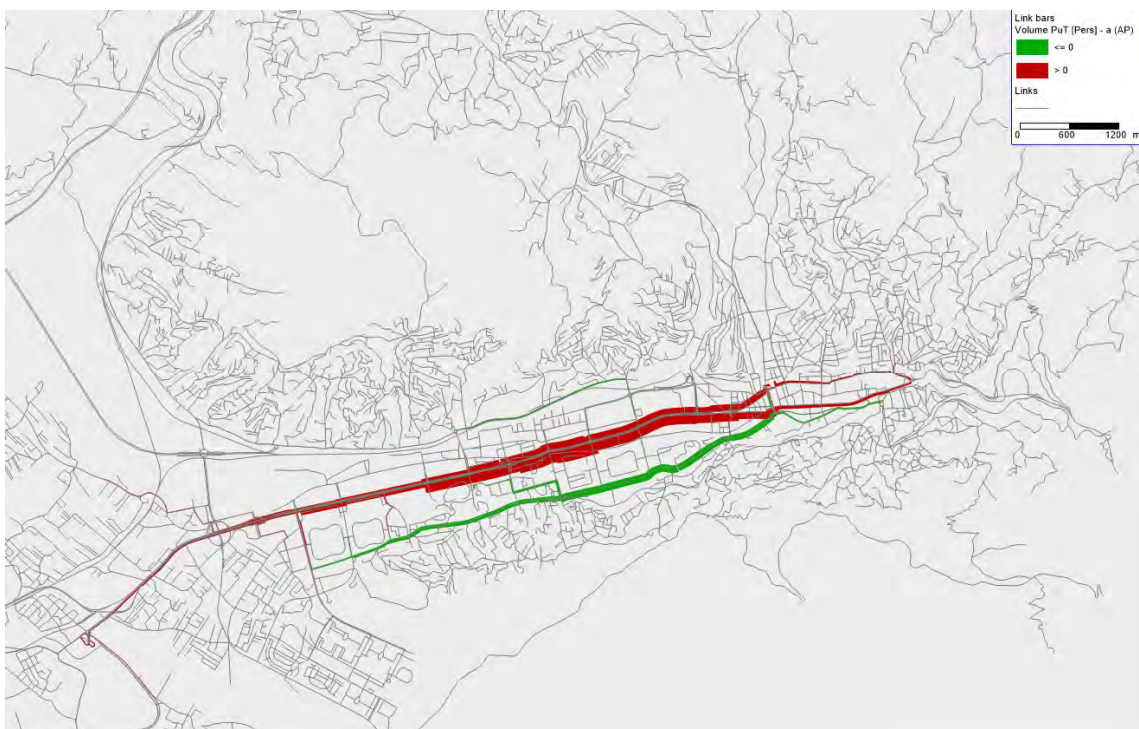 Link bars
Volume PuT [Pers] - a (AP)
<= 0
> 0
Links
0 600 1200 m